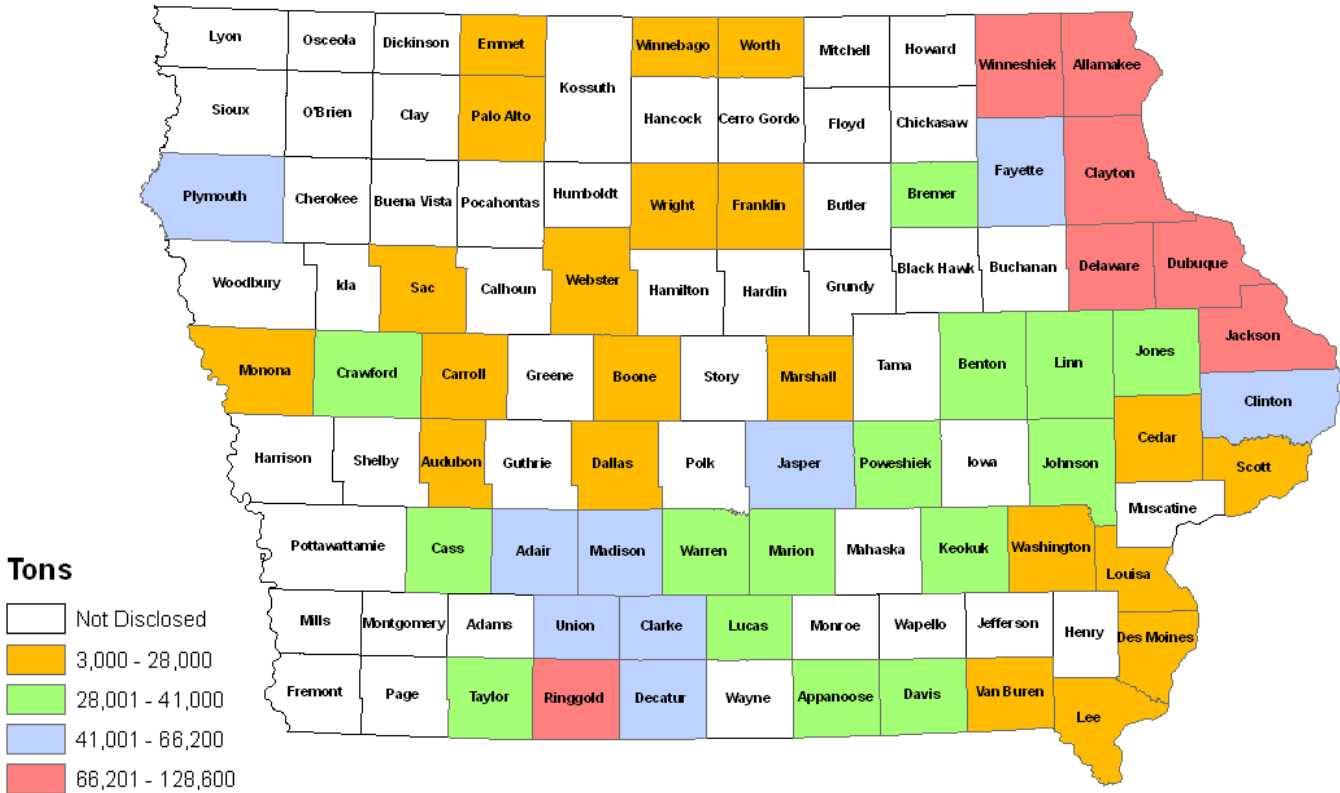 Lyon
Osceola
Dickinson
Emmet
Winnebago
Worth
Mitchell
Howard
Winneshiek
Allamakee
Kossuth
Sioux
O'Brien
Clay
Palo Alto
Hancock
Cerro Gordo
Floyd
Chickasaw
Plymouth
Cherokee
Buena Vista
Pocahontas
Humboldt
Wright
Franklin
Butler
Bremer
Fayette
Clayton
Woodbury
Ida
Sac
Calhoun
Webster
Hamilton
Hardin
Grundy
Black Hawk
Buchanan
Delaware
Dubuque
Monona
Crawford
Carroll
Greene
Boone
Story
Marshall
Tama
Benton
Linn
Jones
Jackson
Clinton
Harrison
Shelby
Audubon
Guthrie
Dallas
Polk
Jasper
Poweshiek
Iowa
Johnson
Cedar
Scott
Muscatine
Pottawattamie
Cass
Adair
Madison
Warren
Marion
Mahaska
Keokuk
Washington
Louisa
Mills
Montgomery
Adams
Union
Clarke
Lucas
Monroe
Wapello
Jefferson
Henry
Des Moines
Fremont
Page
Taylor
Ringgold
Decatur
Wayne
Appanoose
Davis
Van Buren
Lee
Tons
Not Disclosed
3,000 - 28,000
28,001 - 41,000
41,001 - 66,200
66,201 - 128,600